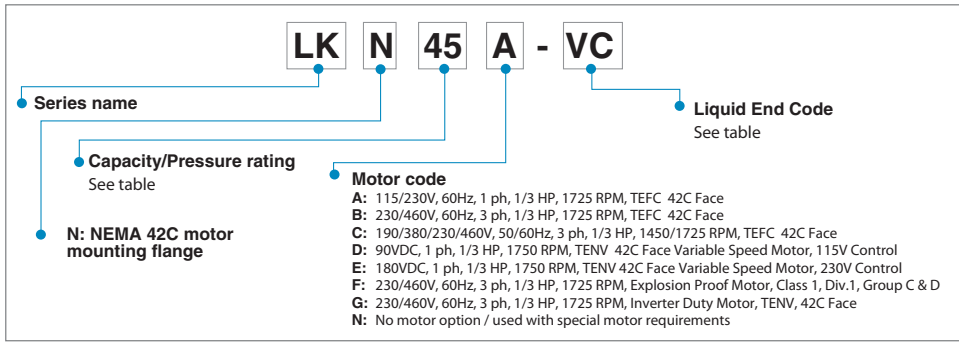 LK N 45 A - VC
Series name
Liquid End Code
See table
Capacity/Pressure rating
See table
Motor code
A: 115/230V, 60Hz, 1 ph, 1/3 HP, 1725 RPM, TEFC 42C Face
B: 230/460V, 60Hz, 3 ph, 1/3 HP, 1725 RPM, TEFC 42C Face
C: 190/380/230/460V, 50/60Hz, 3 ph, 1/3 HP, 1450/1725 RPM, TEFC 42C Face
D: 90VDC, 1 ph, 1/3 HP, 1750 RPM, TENV 42C Face Variable Speed Motor, 115V Control
E: 180VDC, 1 ph, 1/3 HP, 1750 RPM, TENV 42C Face Variable Speed Motor, 230V Control
F: 230/460V, 60Hz, 3 ph, 1/3 HP, 1725 RPM, Explosion Proof Motor, Class 1, Div.1, Group C & D
G: 230/460V, 60Hz, 3 ph, 1/3 HP, 1725 RPM, Inverter Duty Motor, TENV, 42C Face
N: No motor option / used with special motor requirements
N: NEMA 42C motor
mounting flange